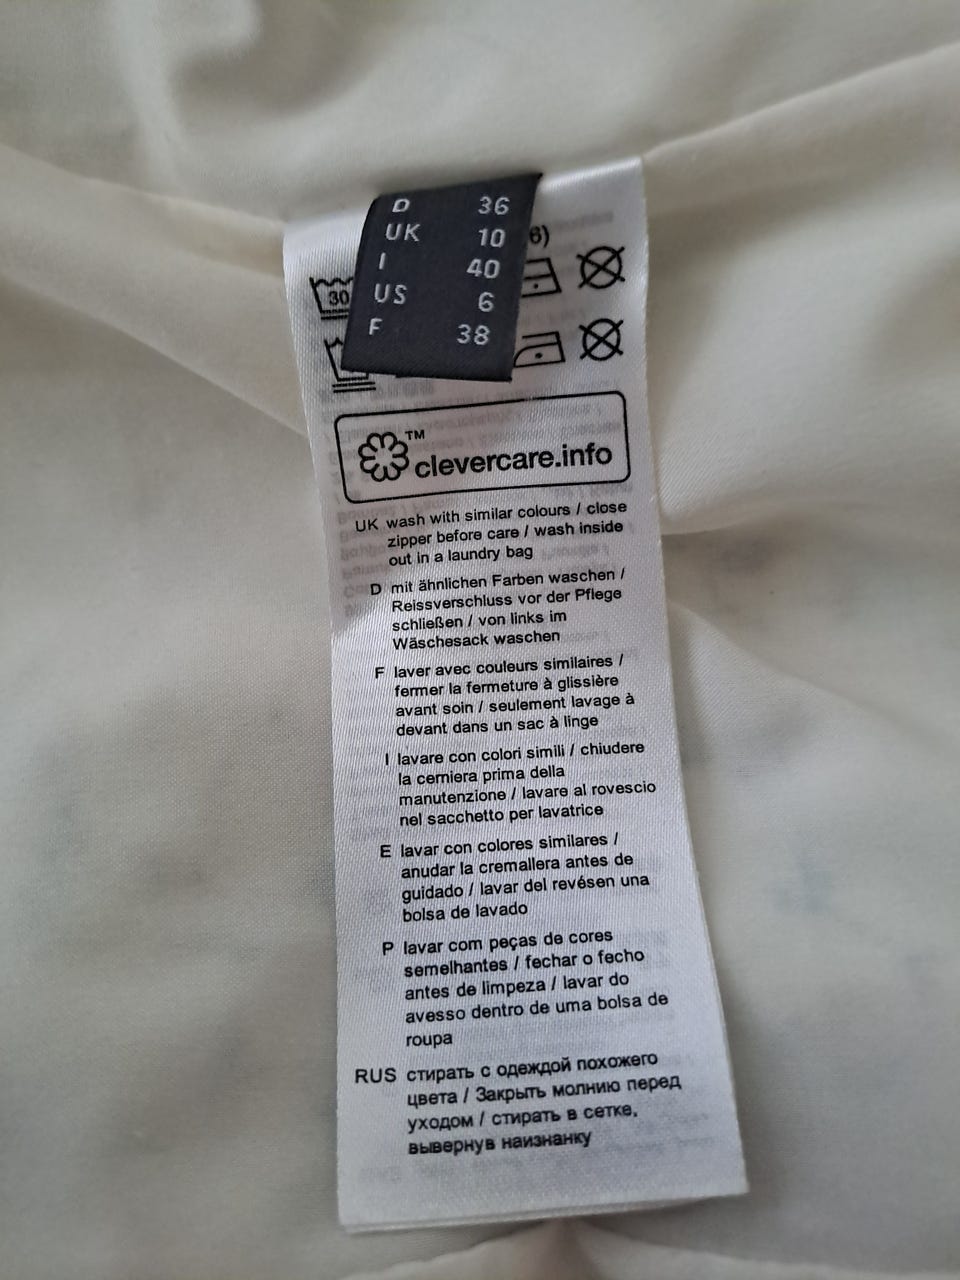 D 36
UK 10
I 40
US 6
F 38
6)
30
TM
clevercare.info
UK wash with similar colours / close
zipper before care / wash inside
out in a laundry bag
D mit ähnlichen Farben waschen /
Reissverschluss vor der Pflege
schließen / von links im
Wäschesack waschen
F laver avec couleurs similaires /
fermer la fermeture à glissière
avant soin / seulement lavage à
devant dans un sac à linge
I lavare con colori simili / chiudere
la cerniera prima della
manutenzione / lavare al rovescio
nel sacchetto per lavatrice
E lavar con colores similares /
anudar la cremallera antes de
guidado / lavar del revésen una
bolsa de lavado
P lavar com peças de cores
semelhantes / fechar o fecho
antes de limpeza / lavar do
avesso dentro de uma bolsa de
roupa
RUS стирать с одеждой похожего
цвета / Закрыть молнию перед
уходом / стирать в сетке,
вывернув наизнанку